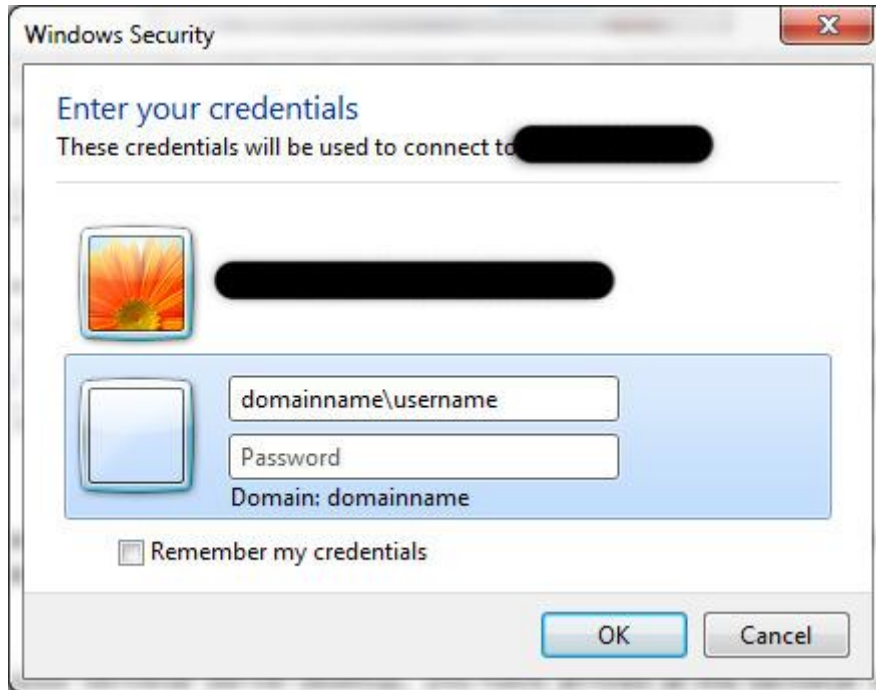 Windows Security
Enter your credentials
These credentials will be used to connect to
domainname\username
Password
Domain: domainname
Remember my credentials
OK
Cancel